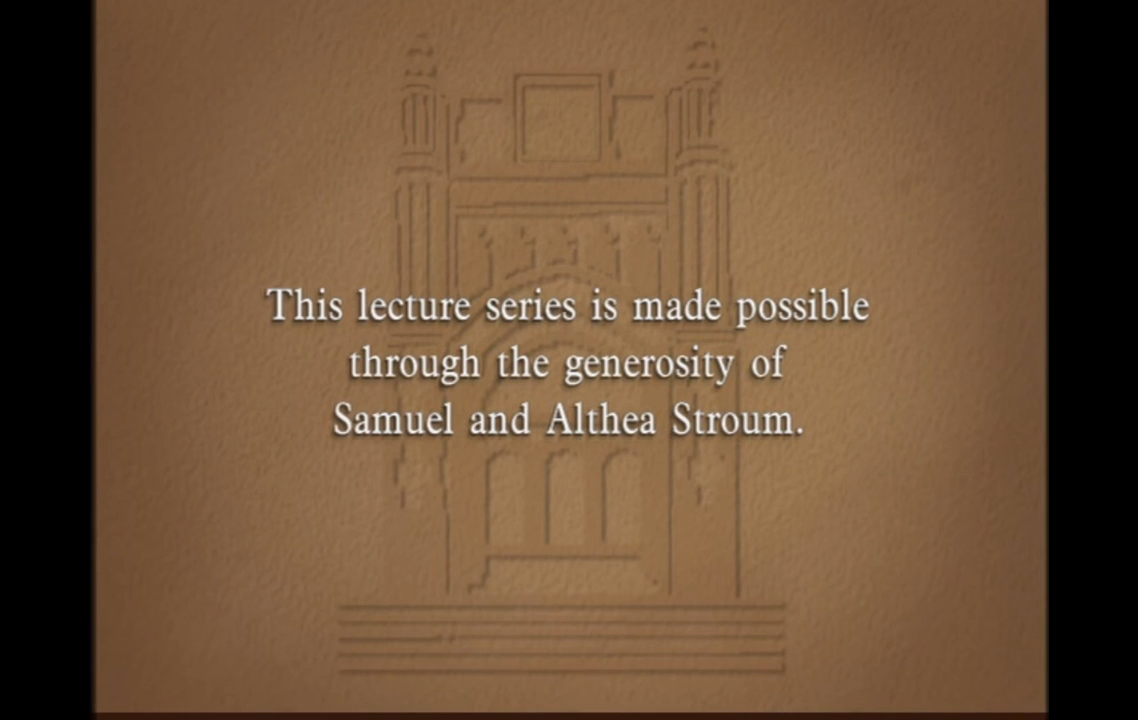 This lecture series is made possible
through the generosity of
Samuel and Althea Stroum.